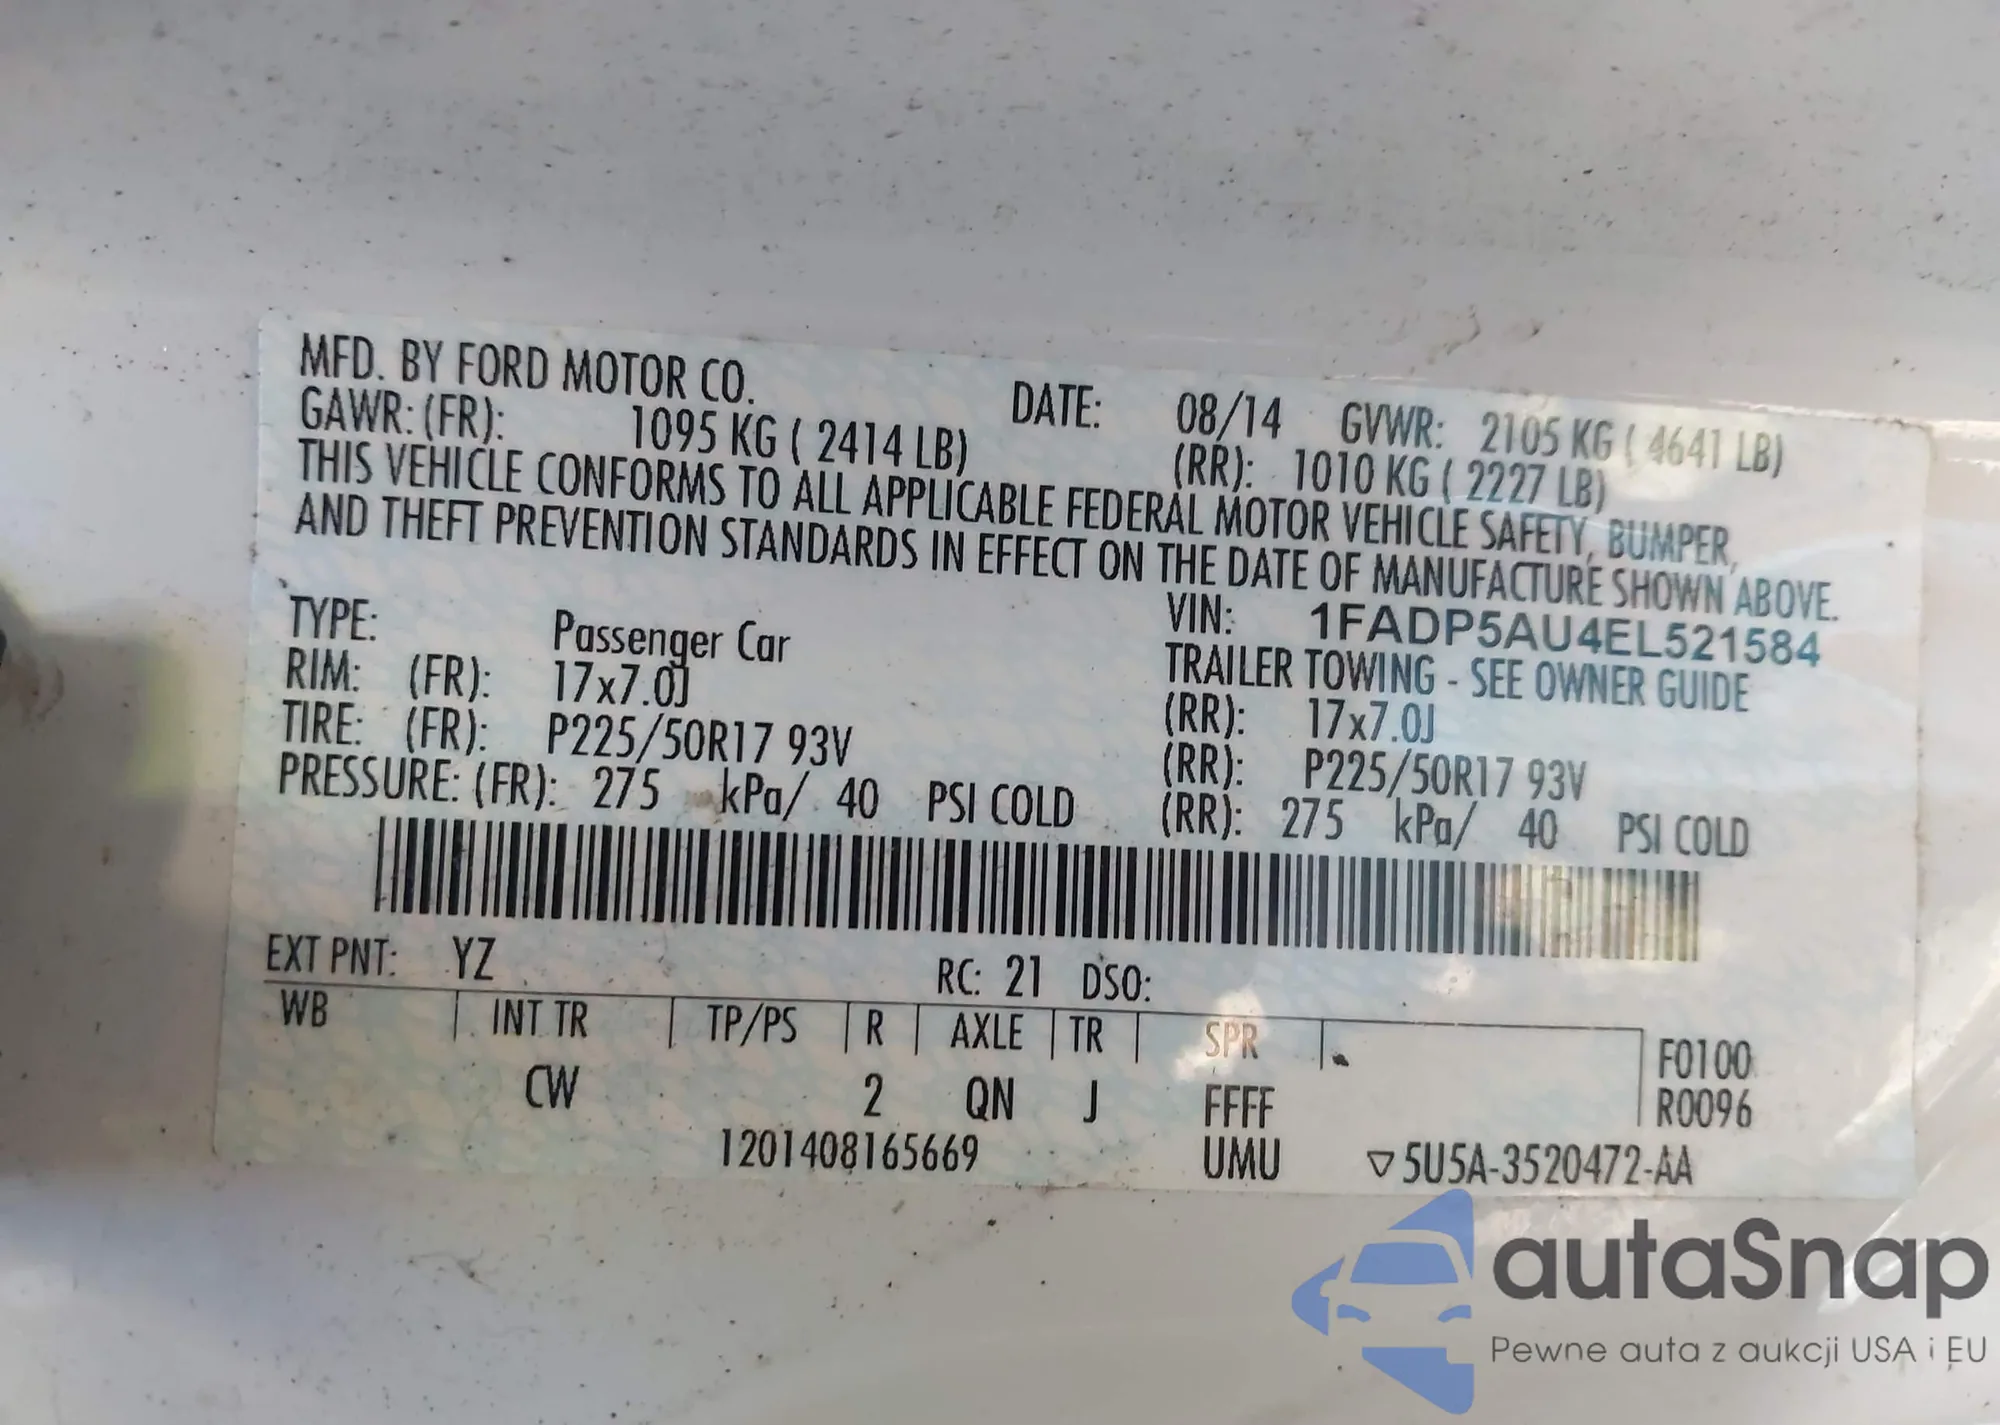 MFD. BY FORD MOTOR CO. DATE: 08/14 GVWR: 2105 KG ( 4641 LB)
GAWR: (FR): 1095 KG ( 2414 LB) (RR): 1010 KG ( 2227 LB)
THIS VEHICLE CONFORMS TO ALL APPLICABLE FEDERAL MOTOR VEHICLE SAFETY, BUMPER,
AND THEFT PREVENTION STANDARDS IN EFFECT ON THE DATE OF MANUFACTURE SHOWN ABOVE.
VIN: 1FADP5AU4EL521584
TYPE: Passenger Car TRAILER TOWING - SEE OWNER GUIDE
RIM: (FR): 17x7.0J (RR): 17x7.0J
TIRE: (FR): P225/50R17 93V (RR): P225/50R17 93V
PRESSURE: (FR): 275 kPa/ 40 PSI COLD (RR): 275 kPa/ 40 PSI COLD
EXT PNT: YZ RC: 21 DSO:
WB INT TR TP/PS R AXLE TR SPR F0100
CW 2 QN J FFFF R0096
1201408165669 UMU ▽5U5A-3520472-AA
autaSnap
Pewne auta z aukcji USA i EU